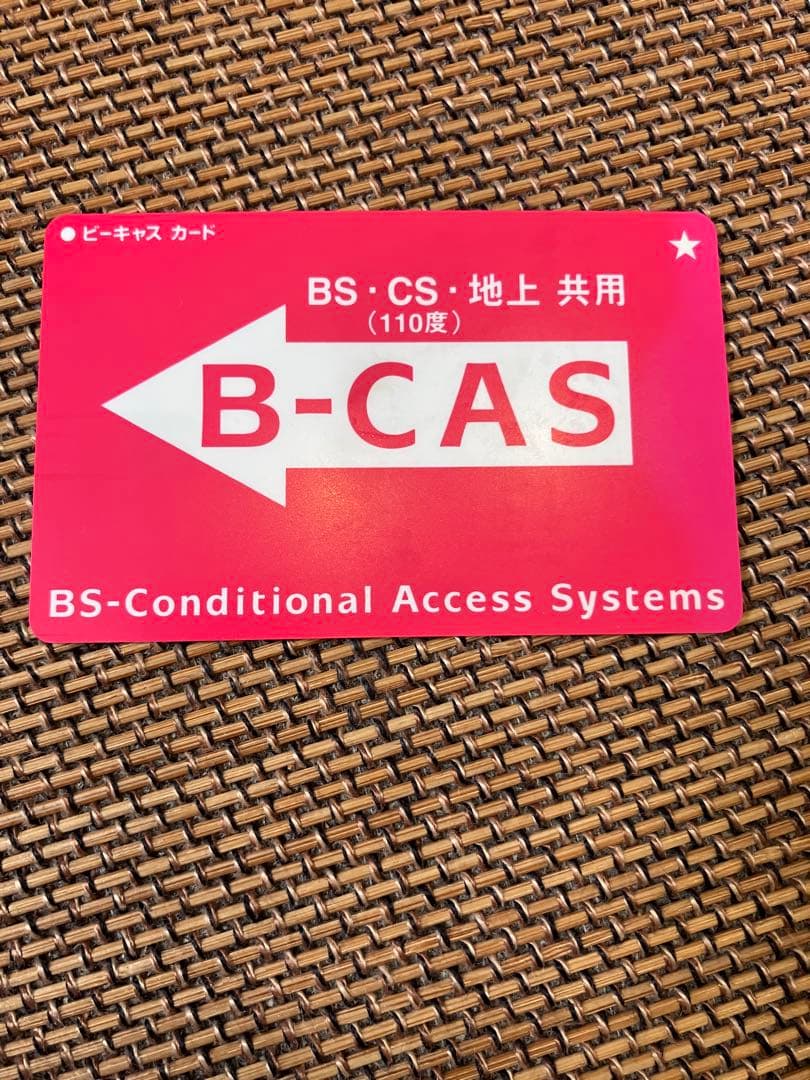 ● ビーキャス カード
★
BS・CS・地上 共用
（110度）
B-CAS
BS-Conditional Access Systems